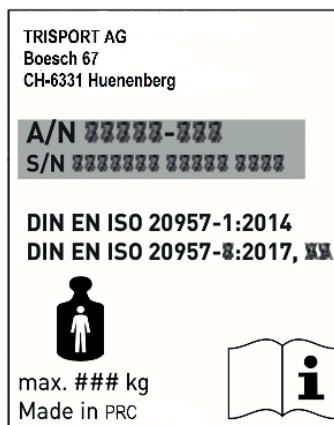 TRISPORT AG
Boesch 67
CH-6331 Huenenberg
A/N
S/N
DIN EN ISO 20957-1:2014
DIN EN ISO 20957-8:2017,
max. ### kg
Made in PRC
i